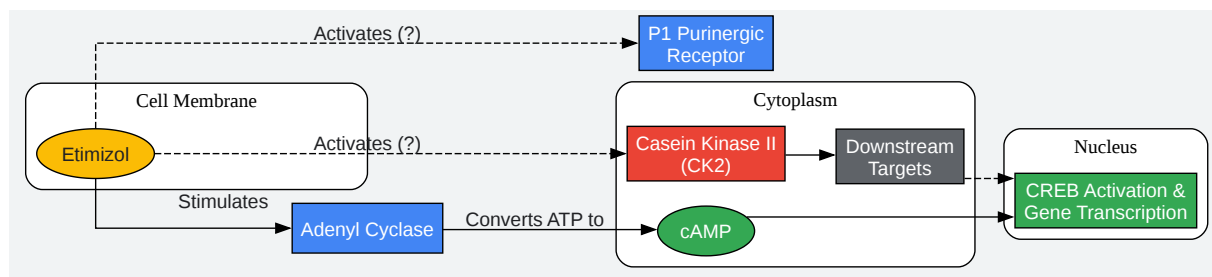 Activates (?)
P1 Purinergic
Receptor
Cell Membrane
Cytoplasm
Etimizol
Activates (?)
Casein Kinase II
(CK2)
Downstream
Targets
Nucleus
CREB Activation &
Gene Transcription
Stimulates
Adenyl Cyclase
Converts ATP to
cAMP